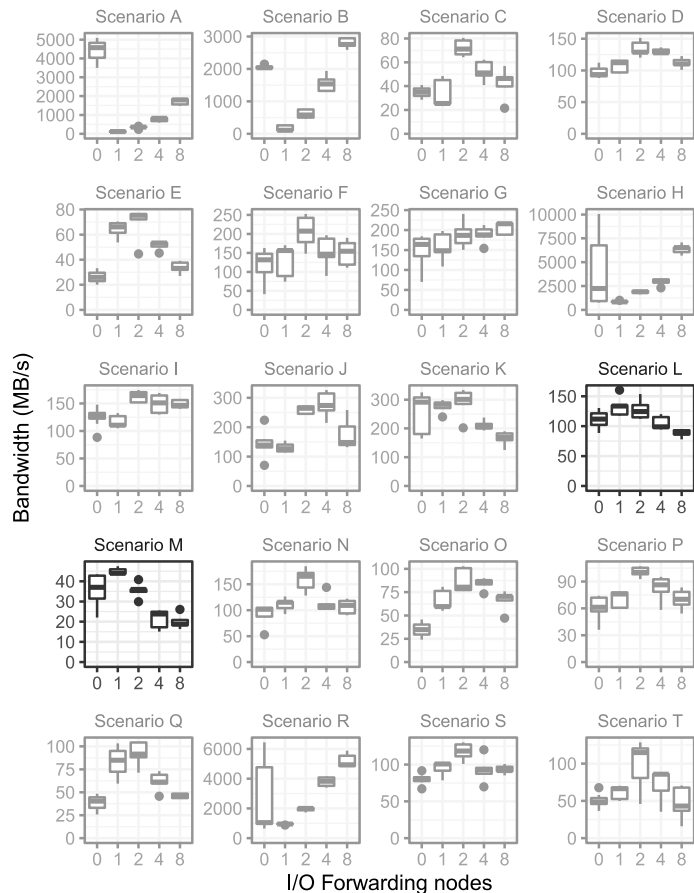 Scenario A
Scenario B
Scenario C
Scenario D
5000
4000
3000
2000
1000
0
3000
2000
1000
0
80
60
40
20
0
150
100
50
0
0 1 2 4 8
0 1 2 4 8
0 1 2 4 8
0 1 2 4 8
Scenario E
Scenario F
Scenario G
Scenario H
80
60
40
20
0
250
200
150
100
50
0
250
200
150
100
50
0
10000
7500
5000
2500
0
0 1 2 4 8
0 1 2 4 8
0 1 2 4 8
0 1 2 4 8
Bandwidth (MB/s)
Scenario I
Scenario J
Scenario K
Scenario L
150
100
50
0
300
200
100
0
300
200
100
0
150
100
50
0
0 1 2 4 8
0 1 2 4 8
0 1 2 4 8
0 1 2 4 8
Scenario M
Scenario N
Scenario O
Scenario P
40
30
20
10
0
150
100
50
0
100
75
50
25
0
90
60
30
0
0 1 2 4 8
0 1 2 4 8
0 1 2 4 8
0 1 2 4 8
Scenario Q
Scenario R
Scenario S
Scenario T
100
75
50
25
0
6000
4000
2000
0
100
50
0
100
50
0
0 1 2 4 8
0 1 2 4 8
0 1 2 4 8
0 1 2 4 8
I/O Forwarding nodes